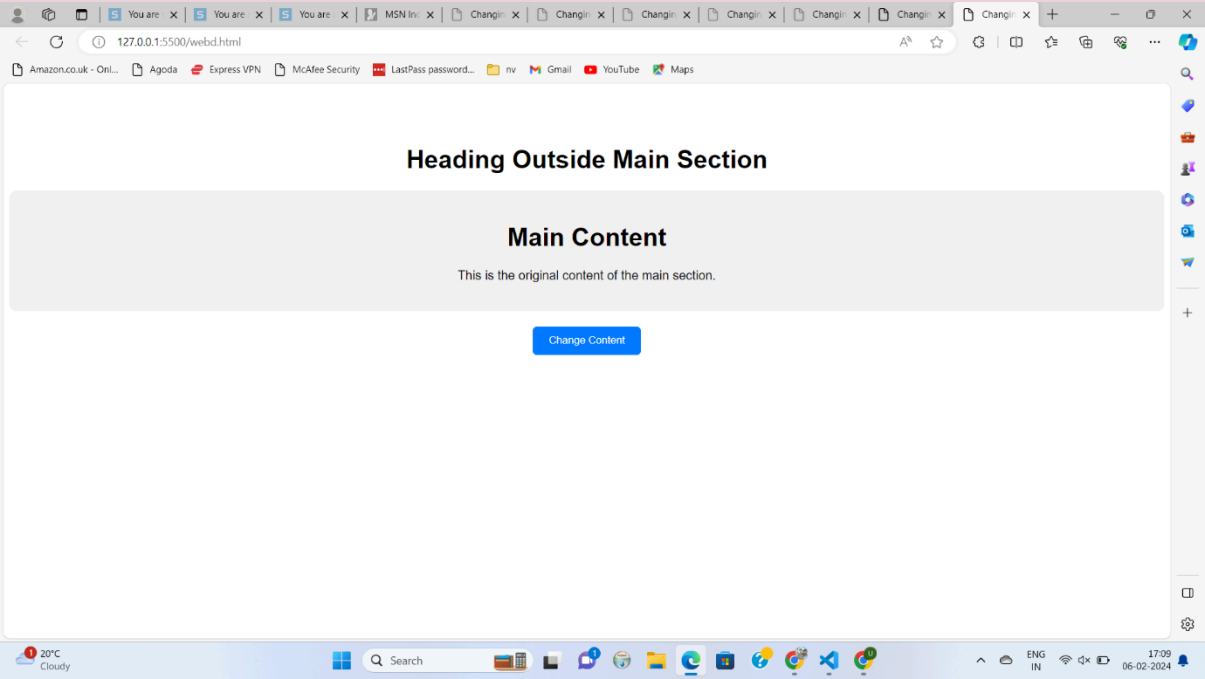 You are
You are
You are
MSN Inc
Changin
Changin
Changin
Changin
Changin
Changin
Changin
127.0.0.1:5500/webd.html
Amazon.co.uk - Onl...
Agoda
Express VPN
McAfee Security
LastPass password...
nv
Gmail
YouTube
Maps
Heading Outside Main Section
Main Content
This is the original content of the main section.
Change Content
1
20°C
Cloudy
Search
1
ENG
IN
17:09
06-02-2024